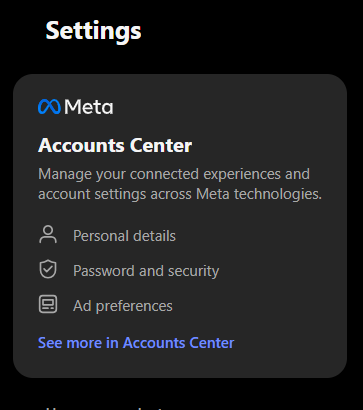 Settings
Meta
Accounts Center
Manage your connected experiences and
account settings across Meta technologies.
Personal details
Password and security
Ad preferences
See more in Accounts Center